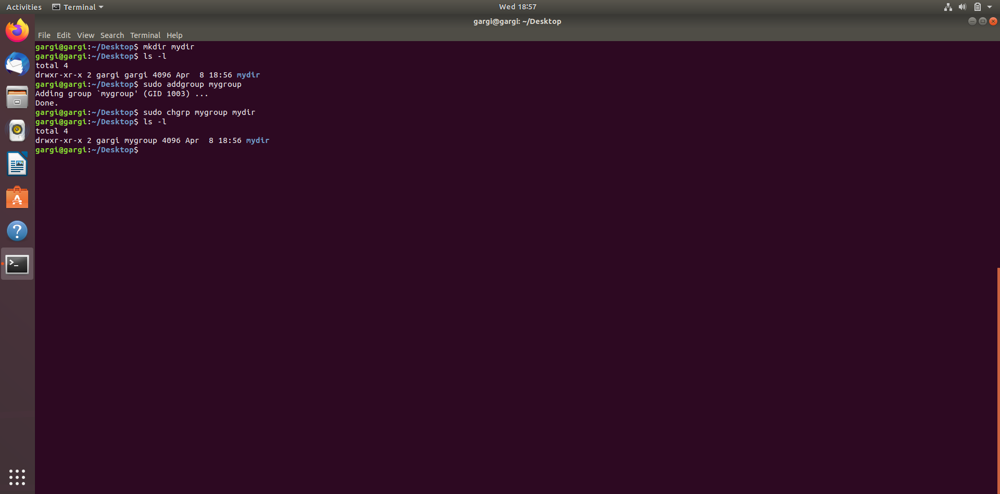 Activities Terminal Wed 18:57
gargi@gargi: ~/Desktop
File Edit View Search Terminal Help
gargi@gargi:~/Desktop$ mkdir mydir
gargi@gargi:~/Desktop$ ls -l
total 4
drwxr-xr-x 2 gargi gargi 4096 Apr  8 18:56 mydir
gargi@gargi:~/Desktop$ sudo addgroup mygroup
Adding group `mygroup' (GID 1003) ...
Done.
gargi@gargi:~/Desktop$ sudo chgrp mygroup mydir
gargi@gargi:~/Desktop$ ls -l
total 4
drwxr-xr-x 2 gargi mygroup 4096 Apr  8 18:56 mydir
gargi@gargi:~/Desktop$